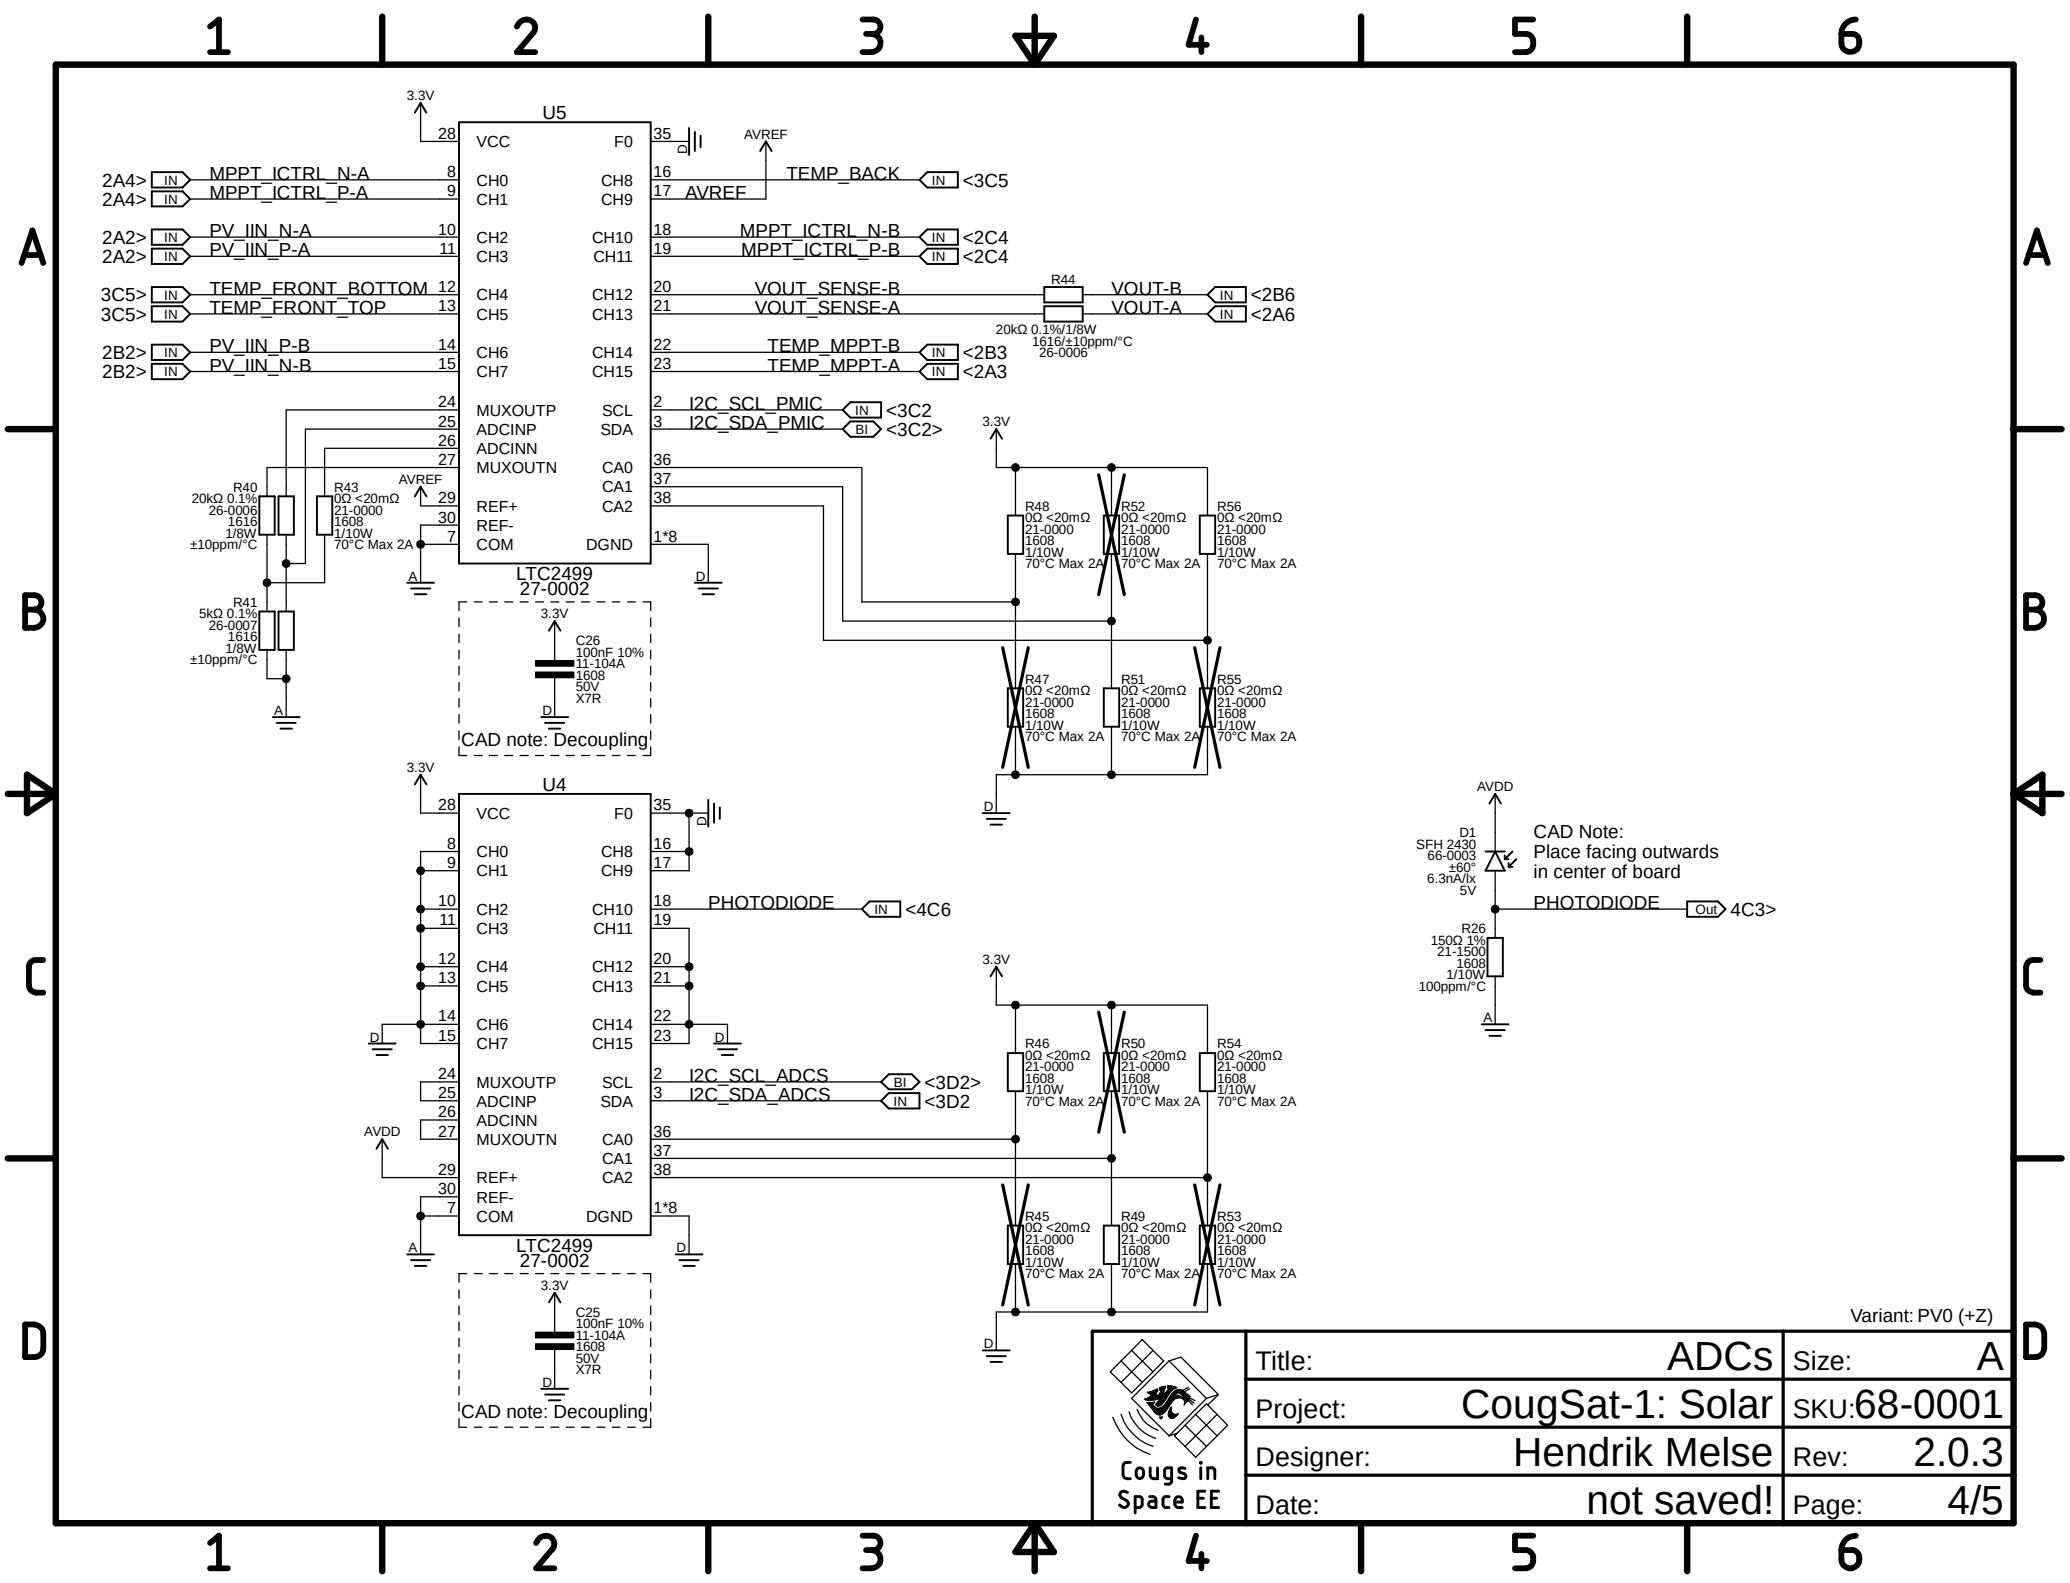 1 2 3 4 5 6
A
B
C
D
A
B
C
D
3.3V
U5
28 VCC F0 35 D
AVREF
2A4> IN MPPT_ICTRL_N-A 8 CH0 CH8 16 TEMP_BACK IN <3C5
2A4> IN MPPT_ICTRL_P-A 9 CH1 CH9 17 AVREF
2A2> IN PV_IIN_N-A 10 CH2 CH10 18 MPPT_ICTRL_N-B IN <2C4
2A2> IN PV_IIN_P-A 11 CH3 CH11 19 MPPT_ICTRL_P-B IN <2C4
R44
3C5> IN TEMP_FRONT_BOTTOM 12 CH4 CH12 20 VOUT_SENSE-B VOUT-B IN <2B6
3C5> IN TEMP_FRONT_TOP 13 CH5 CH13 21 VOUT_SENSE-A VOUT-A IN <2A6
20kΩ 0.1%/1/8W
1616/±10ppm/°C
26-0006
2B2> IN PV_IIN_P-B 14 CH6 CH14 22 TEMP_MPPT-B IN <2B3
2B2> IN PV_IIN_N-B 15 CH7 CH15 23 TEMP_MPPT-A IN <2A3
24 MUXOUTP SCL 2 I2C_SCL_PMIC IN <3C2
25 ADCINP SDA 3 I2C_SDA_PMIC BI <3C2>
26 ADCINN
27 MUXOUTN CA0 36
CA1 37
AVREF
29 REF+ CA2 38
30 REF-
7 COM DGND 1*8
A
D
LTC2499
27-0002
R40
20kΩ 0.1%
26-0006
1616
1/8W
±10ppm/°C
R43
0Ω <20mΩ
21-0000
1608
1/10W
70°C Max 2A
R41
5kΩ 0.1%
26-0007
1616
1/8W
±10ppm/°C
A
3.3V
C26
100nF 10%
11-104A
1608
50V
X7R
D
CAD note: Decoupling
3.3V
R48
0Ω <20mΩ
21-0000
1608
1/10W
70°C Max 2A
R52
0Ω <20mΩ
21-0000
1608
1/10W
70°C Max 2A
R56
0Ω <20mΩ
21-0000
1608
1/10W
70°C Max 2A
R47
0Ω <20mΩ
21-0000
1608
1/10W
70°C Max 2A
R51
0Ω <20mΩ
21-0000
1608
1/10W
70°C Max 2A
R55
0Ω <20mΩ
21-0000
1608
1/10W
70°C Max 2A
D
3.3V
U4
28 VCC F0 35 D
8 CH0 CH8 16
9 CH1 CH9 17
10 CH2 CH10 18 PHOTODIODE IN <4C6
11 CH3 CH11 19
12 CH4 CH12 20
13 CH5 CH13 21
14 CH6 CH14 22
D 15 CH7 CH15 23 D
24 MUXOUTP SCL 2 I2C_SCL_ADCS BI <3D2>
25 ADCINP SDA 3 I2C_SDA_ADCS IN <3D2
26 ADCINN
27 MUXOUTN CA0 36
AVDD
CA1 37
29 REF+ CA2 38
30 REF-
7 COM DGND 1*8
A
D
LTC2499
27-0002
3.3V
C25
100nF 10%
11-104A
1608
50V
X7R
D
CAD note: Decoupling
3.3V
R46
0Ω <20mΩ
21-0000
1608
1/10W
70°C Max 2A
R50
0Ω <20mΩ
21-0000
1608
1/10W
70°C Max 2A
R54
0Ω <20mΩ
21-0000
1608
1/10W
70°C Max 2A
R45
0Ω <20mΩ
21-0000
1608
1/10W
70°C Max 2A
R49
0Ω <20mΩ
21-0000
1608
1/10W
70°C Max 2A
R53
0Ω <20mΩ
21-0000
1608
1/10W
70°C Max 2A
D
AVDD
D1
SFH 2430
66-0003
±60°
6.3nA/lx
5V
CAD Note:
Place facing outwards
in center of board
PHOTODIODE Out 4C3>
R26
150Ω 1%
21-1500
1608
1/10W
100ppm/°C
A
Variant: PV0 (+Z)
Cougs in
Space EE
Title: ADCs Size: A
Project: CougSat-1: Solar SKU: 68-0001
Designer: Hendrik Melse Rev: 2.0.3
Date: not saved! Page: 4/5
1 2 3 4 5 6